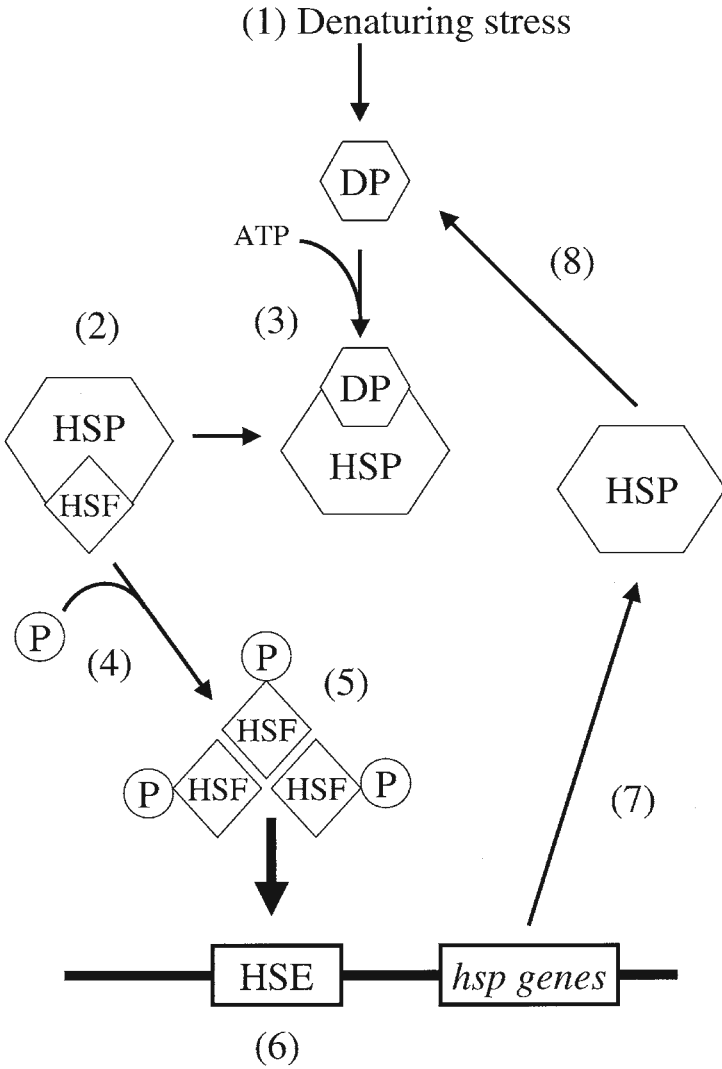 (1) Denaturing stress
DP
ATP
(8)
(2)
(3)
DP
HSP
HSP
HSP
HSF
P
(4)
P
(5)
HSF
P
HSF
HSF
P
(7)
HSE
hsp genes
(6)